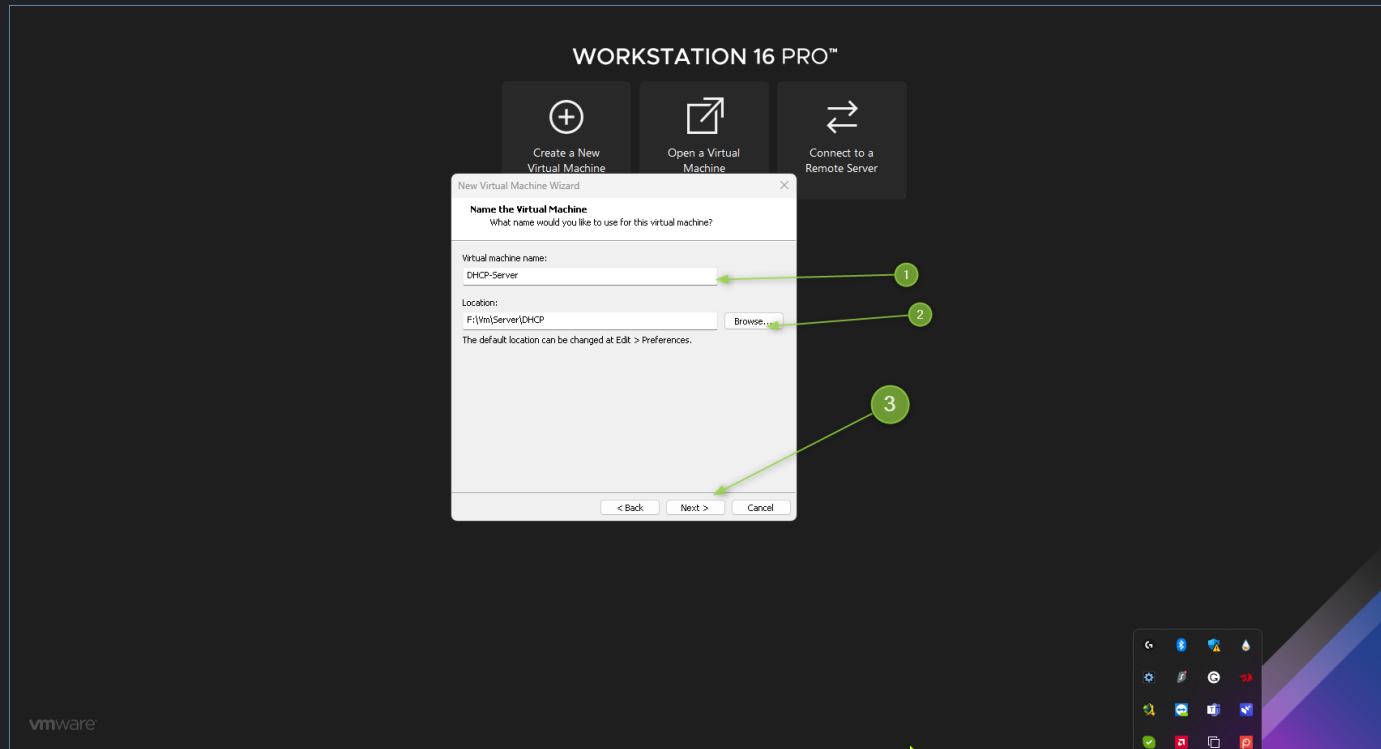 WORKSTATION 16 PRO™
Create a New
Virtual Machine
Open a Virtual
Machine
Connect to a
Remote Server
New Virtual Machine Wizard
Name the Virtual Machine
What name would you like to use for this virtual machine?
Virtual machine name:
DHCP-Server
1
Location:
F:\Vm\Server\DHCP
Browse...
2
The default location can be changed at Edit > Preferences.
3
< Back
Next >
Cancel
vmware